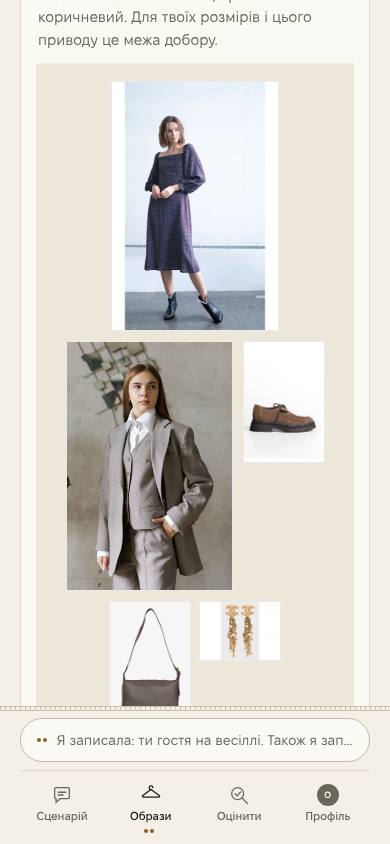 коричневий. Для твоїх розмірів і цього
приводу це межа добору.
Я записала: ти гостя на весіллі. Також я зап...
Сценарій
Образи
Оцінити
О
Профіль